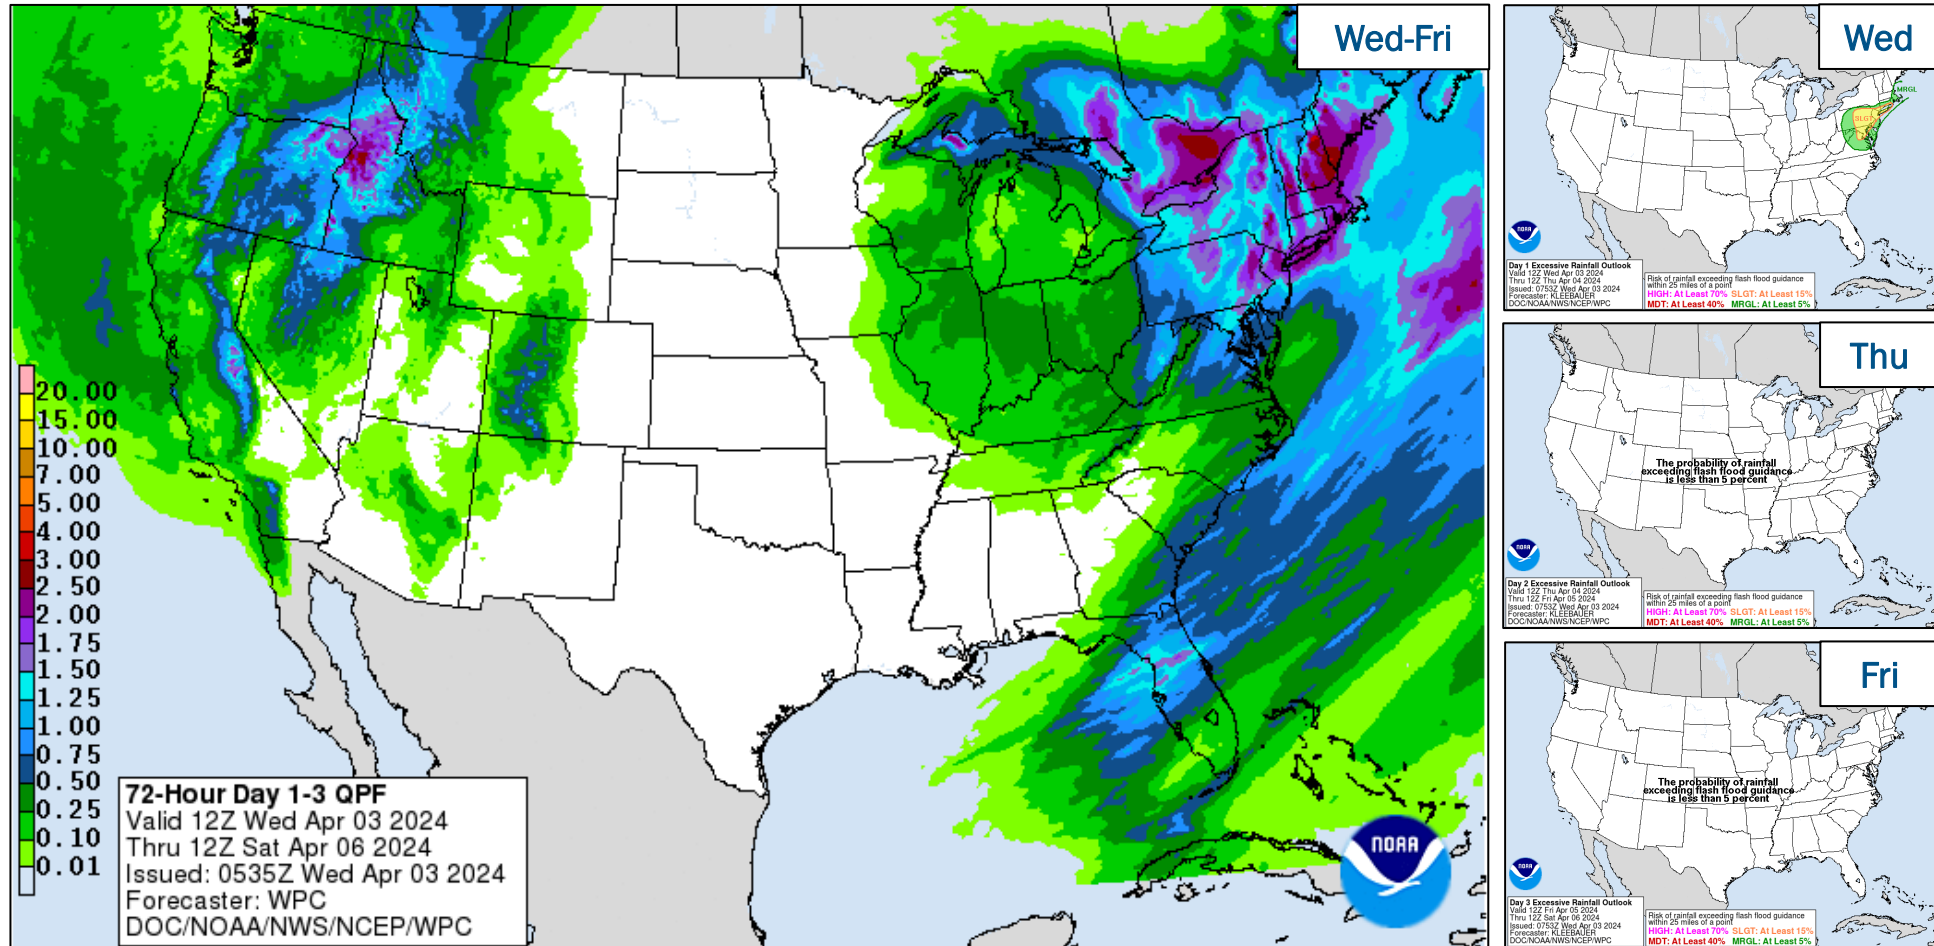 Wed-Fri
20.00
15.00
10.00
7.00
5.00
4.00
3.00
2.50
2.00
1.75
1.50
1.25
1.00
0.75
0.50
0.25
0.10
0.01
72-Hour Day 1-3 QPF
Valid 12Z Wed Apr 03 2024
Thru 12Z Sat Apr 06 2024
Issued: 0535Z Wed Apr 03 2024
Forecaster: WPC
DOC/NOAA/NWS/NCEP/WPC
NOAA
Wed
MRGL
SLGT
NOAA
Day 1 Excessive Rainfall Outlook
Valid 12Z Wed Apr 03 2024
Thru 12Z Thu Apr 04 2024
Issued: 0753Z Wed Apr 03 2024
Forecaster: KLEEBAUER
DOC/NOAA/NWS/NCEP/WPC
Risk of rainfall exceeding flash flood guidance
within 25 miles of a point
HIGH: At Least 70% SLGT: At Least 15%
MDT: At Least 40% MRGL: At Least 5%
Thu
The probability of rainfall
exceeding flash flood guidance
is less than 5 percent
NOAA
Day 2 Excessive Rainfall Outlook
Valid 12Z Thu Apr 04 2024
Thru 12Z Fri Apr 05 2024
Issued: 0753Z Wed Apr 03 2024
Forecaster: KLEEBAUER
DOC/NOAA/NWS/NCEP/WPC
Risk of rainfall exceeding flash flood guidance
within 25 miles of a point
HIGH: At Least 70% SLGT: At Least 15%
MDT: At Least 40% MRGL: At Least 5%
Fri
The probability of rainfall
exceeding flash flood guidance
is less than 5 percent
NOAA
Day 3 Excessive Rainfall Outlook
Valid 12Z Fri Apr 05 2024
Thru 12Z Sat Apr 06 2024
Issued: 0753Z Wed Apr 03 2024
Forecaster: KLEEBAUER
DOC/NOAA/NWS/NCEP/WPC
Risk of rainfall exceeding flash flood guidance
within 25 miles of a point
HIGH: At Least 70% SLGT: At Least 15%
MDT: At Least 40% MRGL: At Least 5%